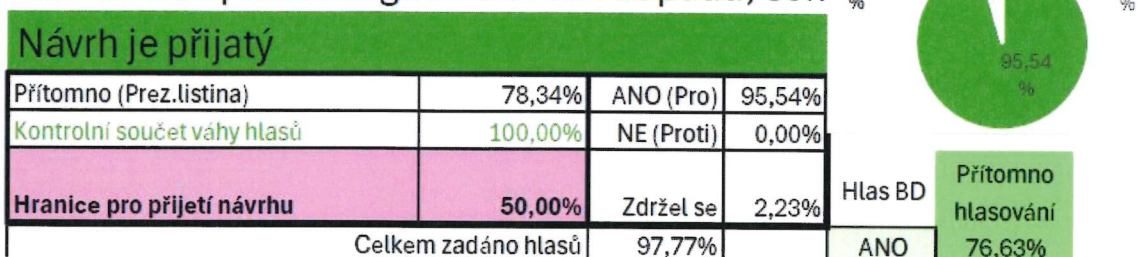 %
%
Návrh je přijatý
95,54
%
Přítomno (Prez.listina) 78,34% ANO (Pro) 95,54%
Kontrolní součet váhy hlasů 100,00% NE (Proti) 0,00%
Hranice pro přijetí návrhu 50,00% Zdržel se 2,23%
Hlas BD
Přítomno
hlasování
Celkem zadáno hlasů 97,77%
ANO
76,63%